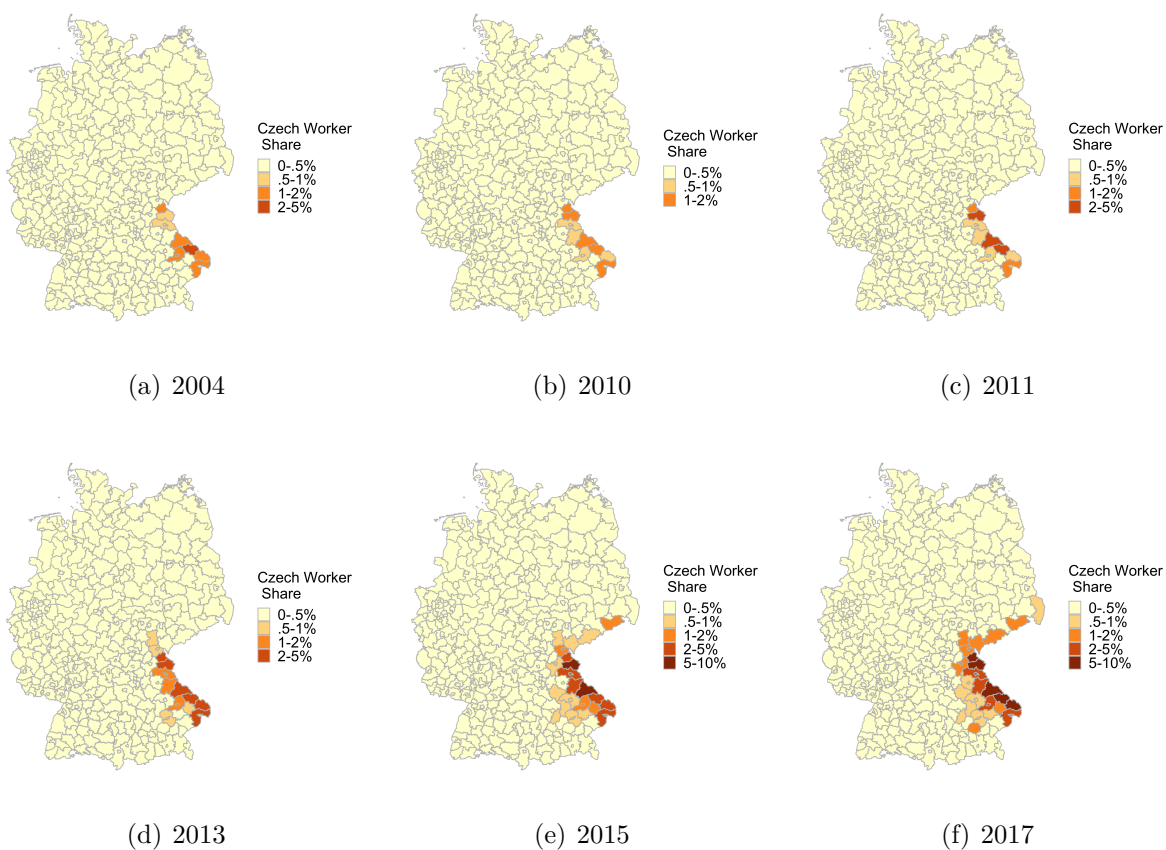 Czech Worker
Share
0-.5%
.5-1%
1-2%
2-5%
(a) 2004
Czech Worker
Share
0-.5%
.5-1%
1-2%
(b) 2010
Czech Worker
Share
0-.5%
.5-1%
1-2%
2-5%
(c) 2011
Czech Worker
Share
0-.5%
.5-1%
1-2%
2-5%
(d) 2013
Czech Worker
Share
0-.5%
.5-1%
1-2%
2-5%
5-10%
(e) 2015
Czech Worker
Share
0-.5%
.5-1%
1-2%
2-5%
5-10%
(f) 2017